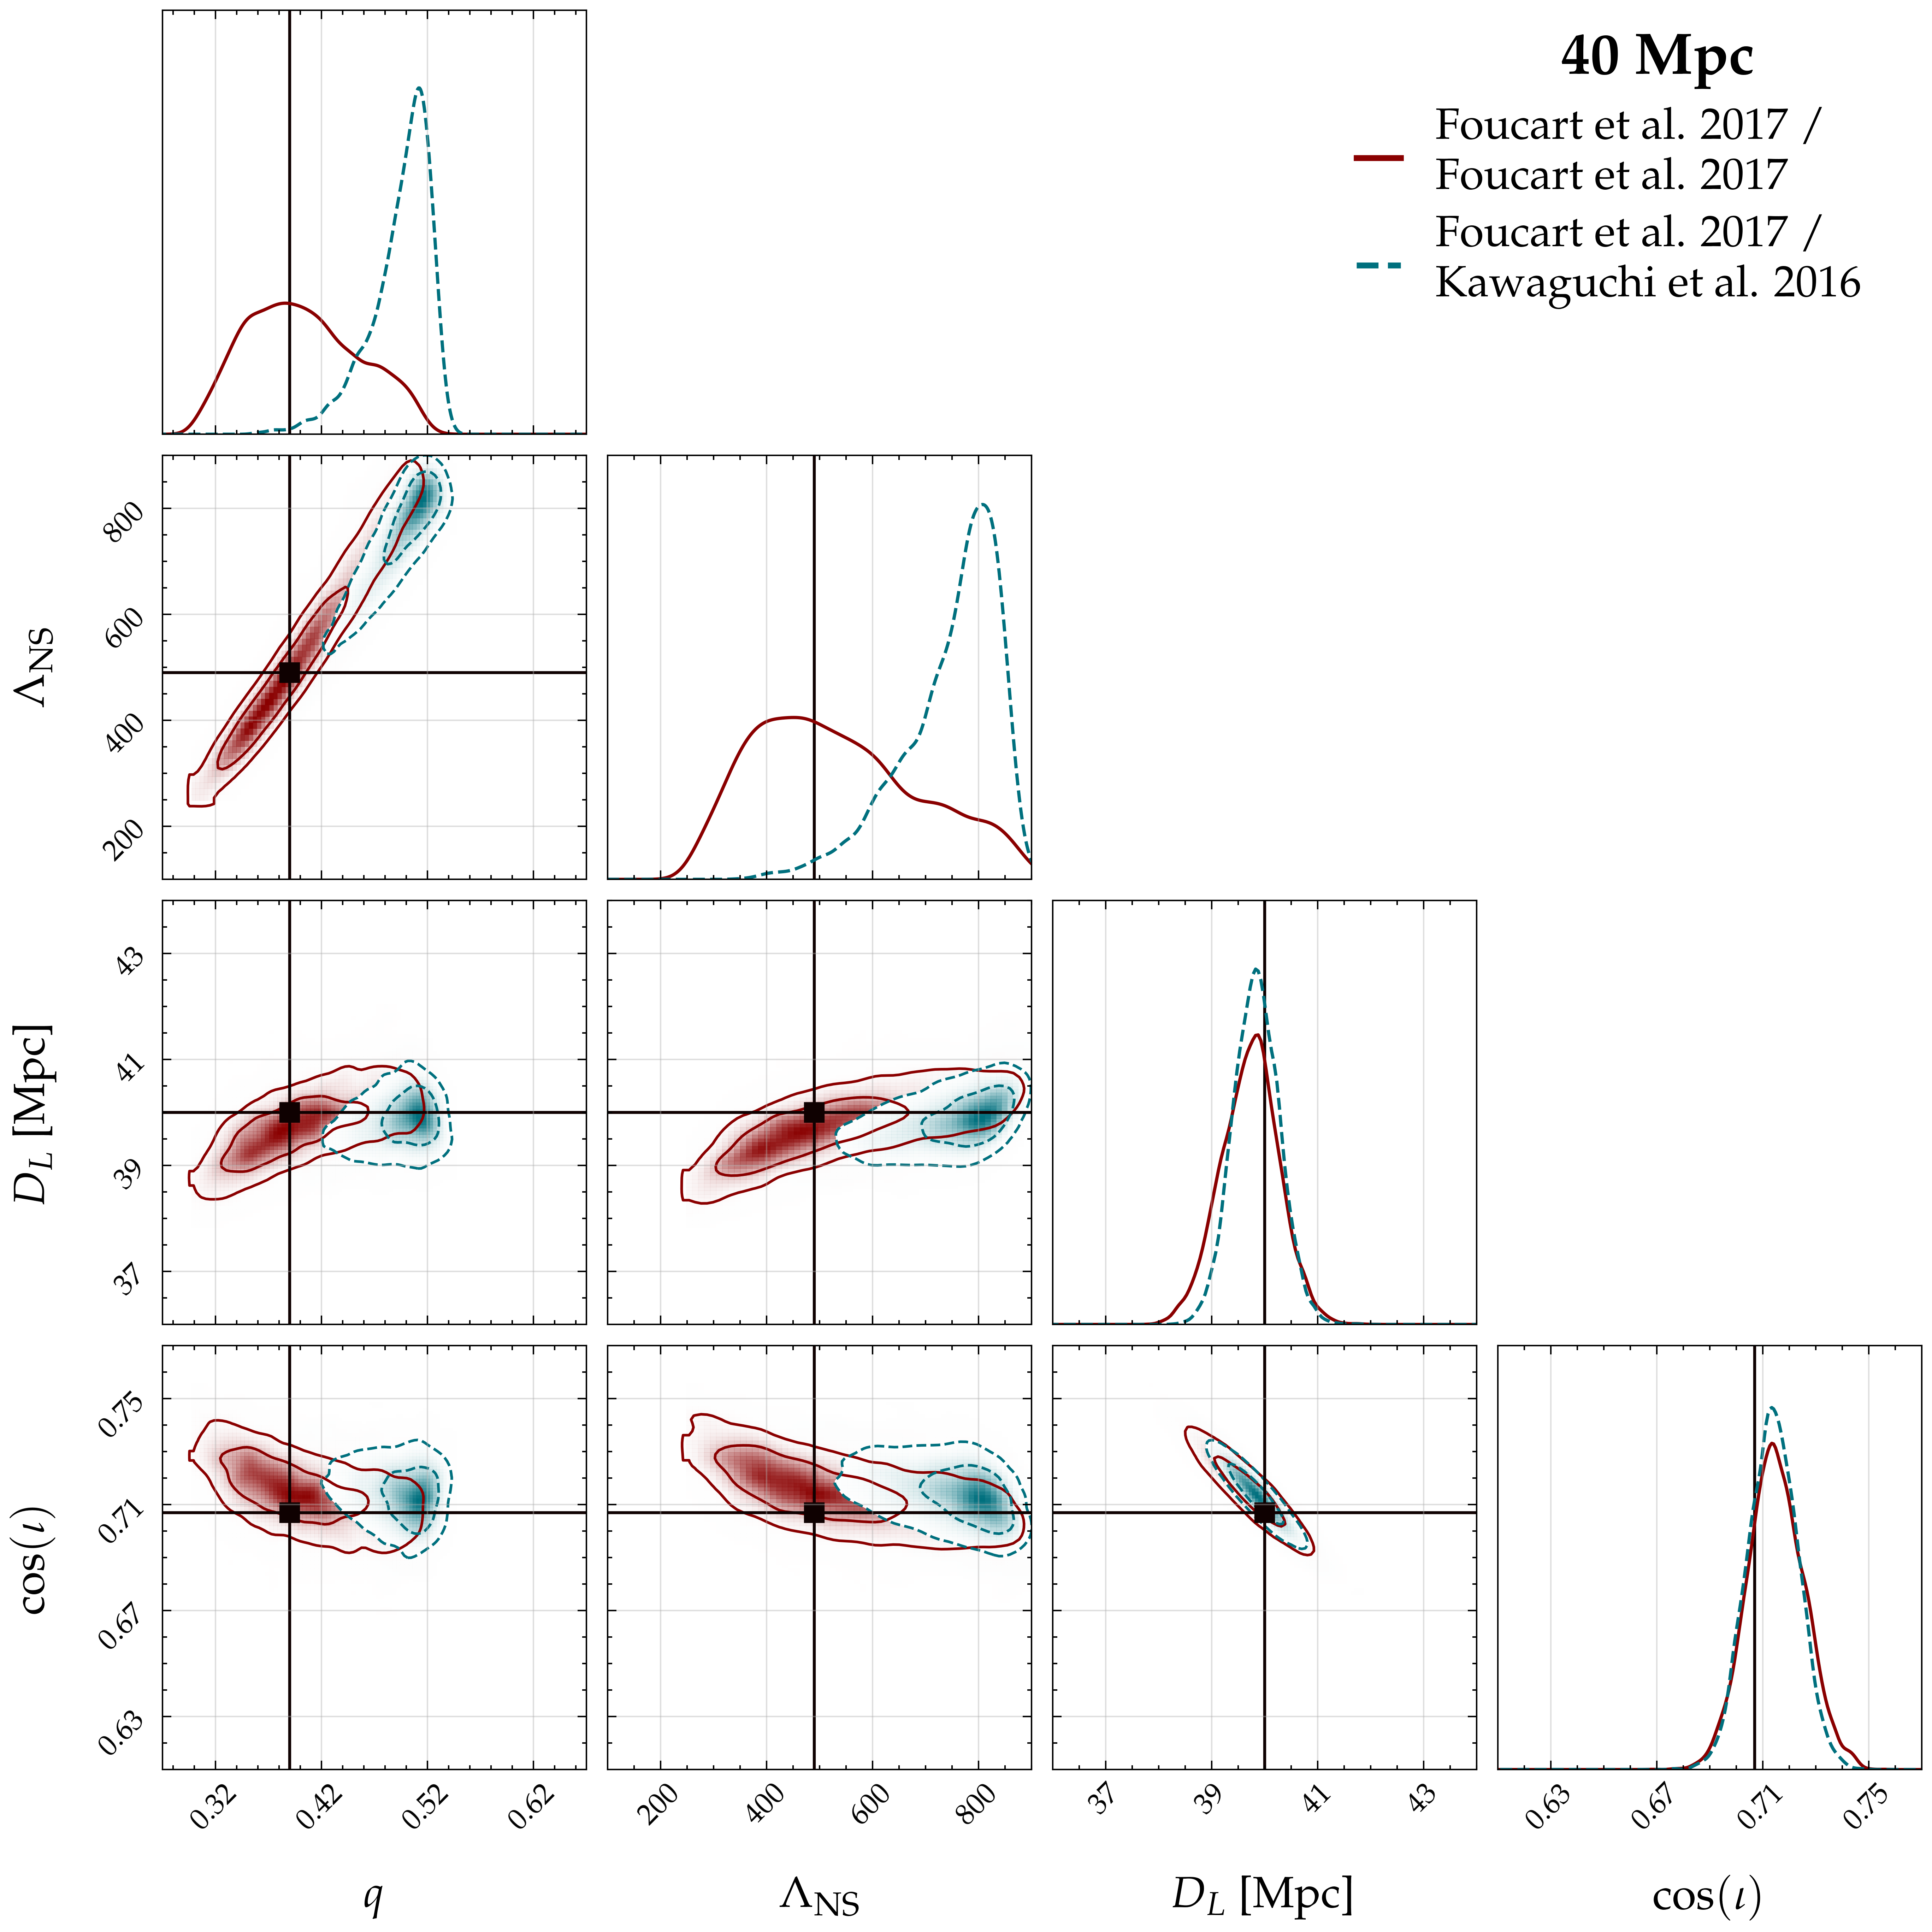 40 Mpc
Foucart et al. 2017 /
Foucart et al. 2017
Foucart et al. 2017 /
Kawaguchi et al. 2016
Λ_NS
800
600
400
200
D_L [Mpc]
43
41
39
37
cos(ι)
0.75
0.71
0.67
0.63
0.32 0.42 0.52 0.62 200 400 600 800 37 39 41 43 0.63 0.67 0.71 0.75
q Λ_NS D_L [Mpc] cos(ι)